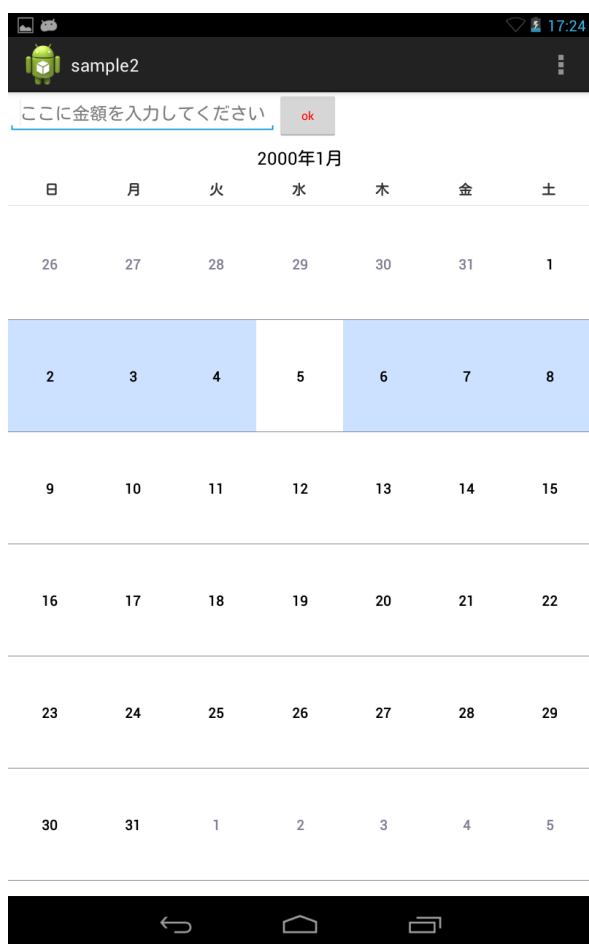 17:24
sample2
ここに金額を入力してください ok
2000年1月
日 月 火 水 木 金 土
26 27 28 29 30 31 1
2 3 4 5 6 7 8
9 10 11 12 13 14 15
16 17 18 19 20 21 22
23 24 25 26 27 28 29
30 31 1 2 3 4 5